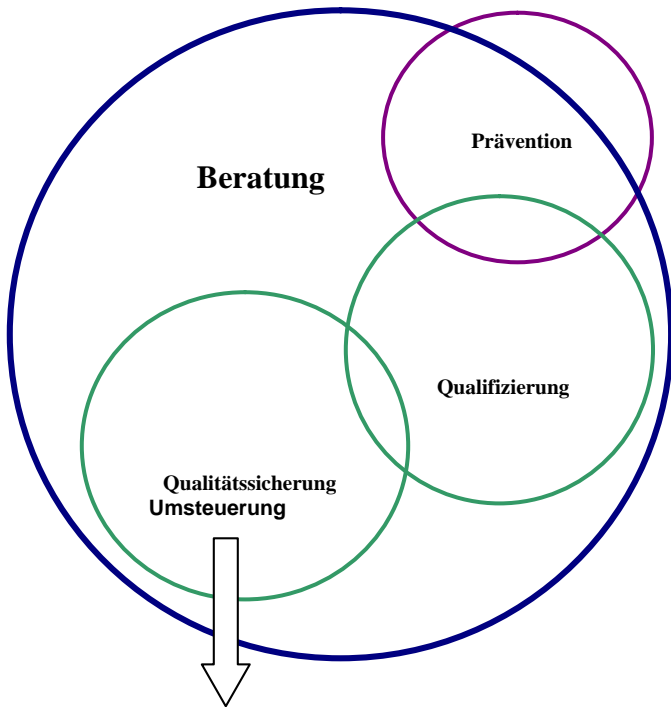 Prävention
Beratung
Qualifizierung
Qualitätssicherung
Umsteuerung